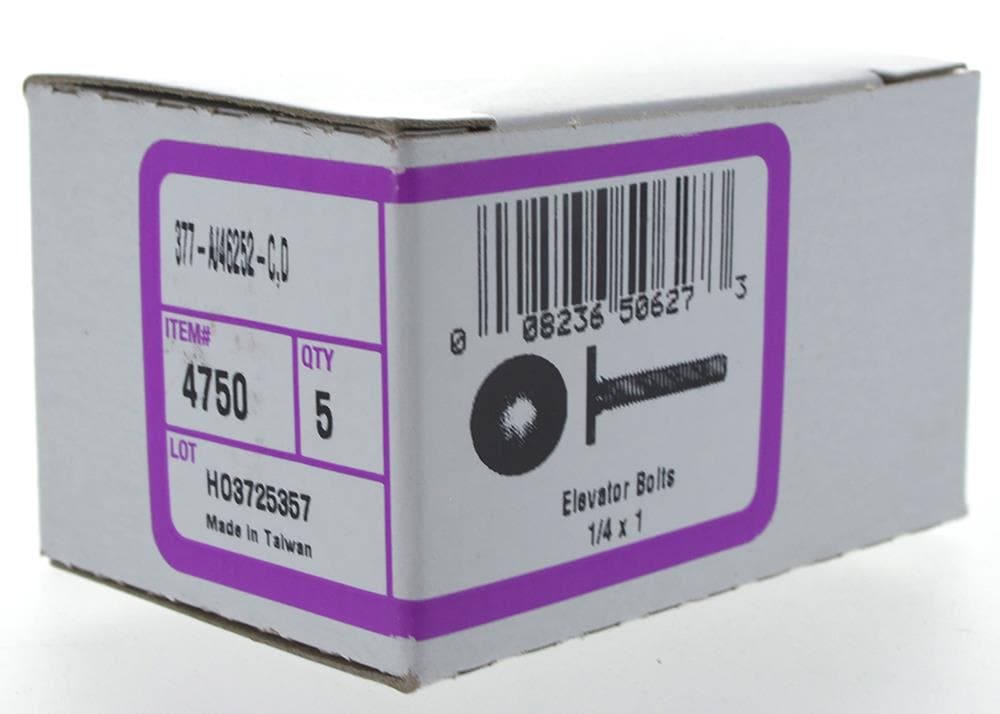 377-A/46252-C,D
ITEM#
4750
QTY
5
LOT
H03725357
Made in Taiwan
0 08236 50627 3
Elevator Bolts
1/4 x 1